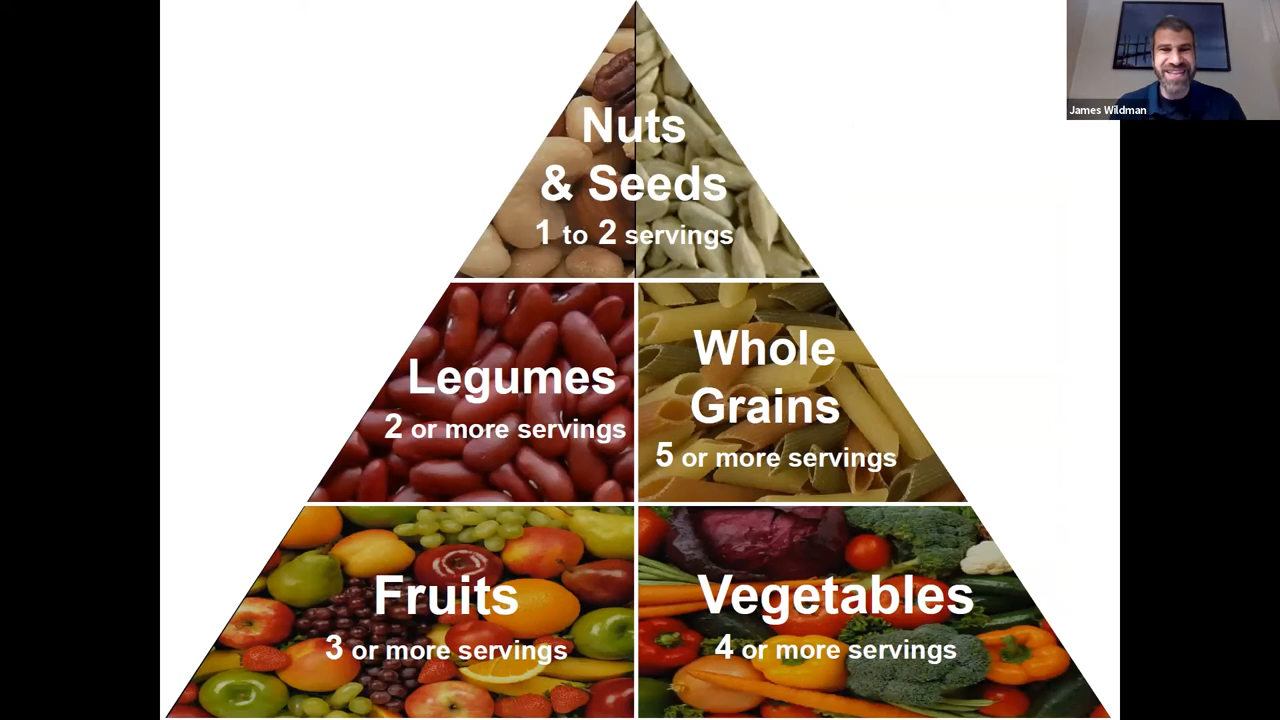 James Wildman
Nuts
& Seeds
1 to 2 servings
Legumes
2 or more servings
Whole
Grains
5 or more servings
Fruits
3 or more servings
Vegetables
4 or more servings